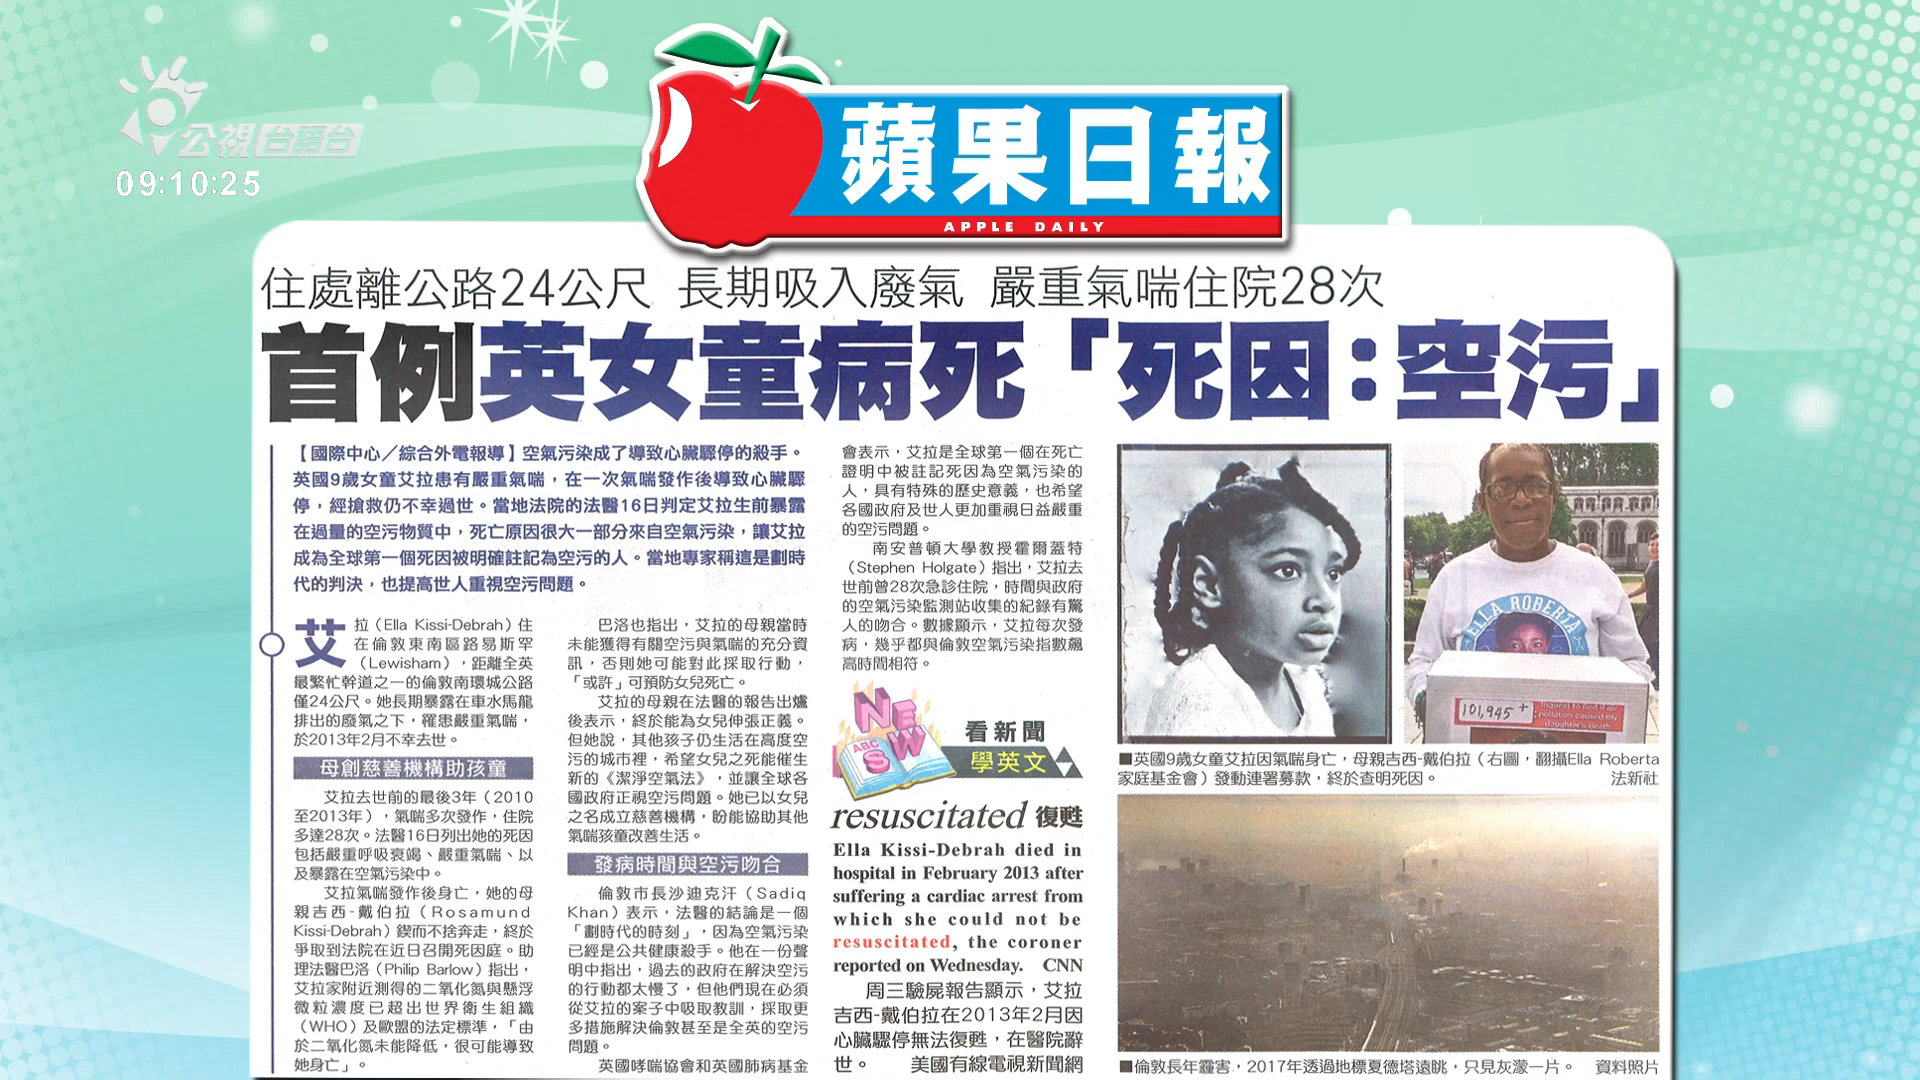 公視台語台
09:10:25
蘋果日報
APPLE DAILY
住處離公路24公尺 長期吸入廢氣 嚴重氣喘住院28次
首例英女童病死「死因：空污」
【國際中心／綜合外電報導】空氣污染成了導致心臟驟停的殺手。
英國9歲女童艾拉患有嚴重氣喘，在一次氣喘發作後導致心臟驟
停，經搶救仍不幸過世。當地法院的法醫16日判定艾拉生前暴露
在過量的空污物質中，死亡原因很大一部分來自空氣污染，讓艾拉
成為全球第一個死因被明確註記為空污的人。當地專家稱這是劃時
代的判決，也提高世人重視空污問題。
艾拉（Ella Kissi-Debrah）住
在倫敦東南區路易斯罕
（Lewisham），距離全英
最繁忙幹道之一的倫敦南環城公路
僅24公尺。她長期暴露在車水馬龍
排出的廢氣之下，罹患嚴重氣喘，
於2013年2月不幸去世。
母創慈善機構助孩童
艾拉去世前的最後3年（2010
至2013年），氣喘多次發作，住院
多達28次。法醫16日列出她的死因
包括嚴重呼吸衰竭、嚴重氣喘、以
及暴露在空氣污染中。
艾拉氣喘發作後身亡，她的母
親吉西-戴伯拉（Rosamund
Kissi-Debrah）鍥而不捨奔走，終於
爭取到法院在近日召開死因庭。助
理法醫巴洛（Philip Barlow）指出，
艾拉家附近測得的二氧化氮與懸浮
微粒濃度已超出世界衛生組織
（WHO）及歐盟的法定標準，「由
於二氧化氮未能降低，很可能導致
她身亡」。
巴洛也指出，艾拉的母親當時
未能獲得有關空污與氣喘的充分資
訊，否則她可能對此採取行動，
「或許」可預防女兒死亡。
艾拉的母親在法醫的報告出爐
後表示，終於能為女兒伸張正義。
但她說，其他孩子仍生活在高度空
污的城市裡，希望女兒之死能催生
新的《潔淨空氣法》，並讓全球各
國政府正視空污問題。她已以女兒
之名成立慈善機構，盼能協助其他
氣喘孩童改善生活。
發病時間與空污吻合
倫敦市長沙迪克汗（Sadiq
Khan）表示，法醫的結論是一個
「劃時代的時刻」，因為空氣污染
已經是公共健康殺手。他在一份聲
明中指出，過去的政府在解決空污
的行動都太慢了，但他們現在必須
從艾拉的案子中吸取教訓，採取更
多措施解決倫敦甚至是全英的空污
問題。
英國哮喘協會和英國肺病基金
會表示，艾拉是全球第一個在死亡
證明中被註記死因為空氣污染的
人，具有特殊的歷史意義，也希望
各國政府及世人更加重視日益嚴重
的空污問題。
南安普頓大學教授霍爾蓋特
（Stephen Holgate）指出，艾拉去
世前曾28次急診住院，時間與政府
的空氣污染監測站收集的紀錄有驚
人的吻合。數據顯示，艾拉每次發
病，幾乎都與倫敦空氣污染指數飆
高時間相符。
NEWS
ABC
看新聞
學英文
resuscitated 復甦
Ella Kissi-Debrah died in
hospital in February 2013 after
suffering a cardiac arrest from
which she could not be
resuscitated, the coroner
reported on Wednesday. CNN
周三驗屍報告顯示，艾拉
吉西-戴伯拉在2013年2月因
心臟驟停無法復甦，在醫院辭
世。 美國有線電視新聞網
ELLA ROBERTA
101,945+
Inquest to find if air
pollution caused my
daughter's death
■英國9歲女童艾拉因氣喘身亡，母親吉西-戴伯拉（右圖，翻攝Ella Roberta
家庭基金會）發動連署募款，終於查明死因。 法新社
■倫敦長年霾害，2017年透過地標夏德塔遠眺，只見灰濛一片。 資料照片